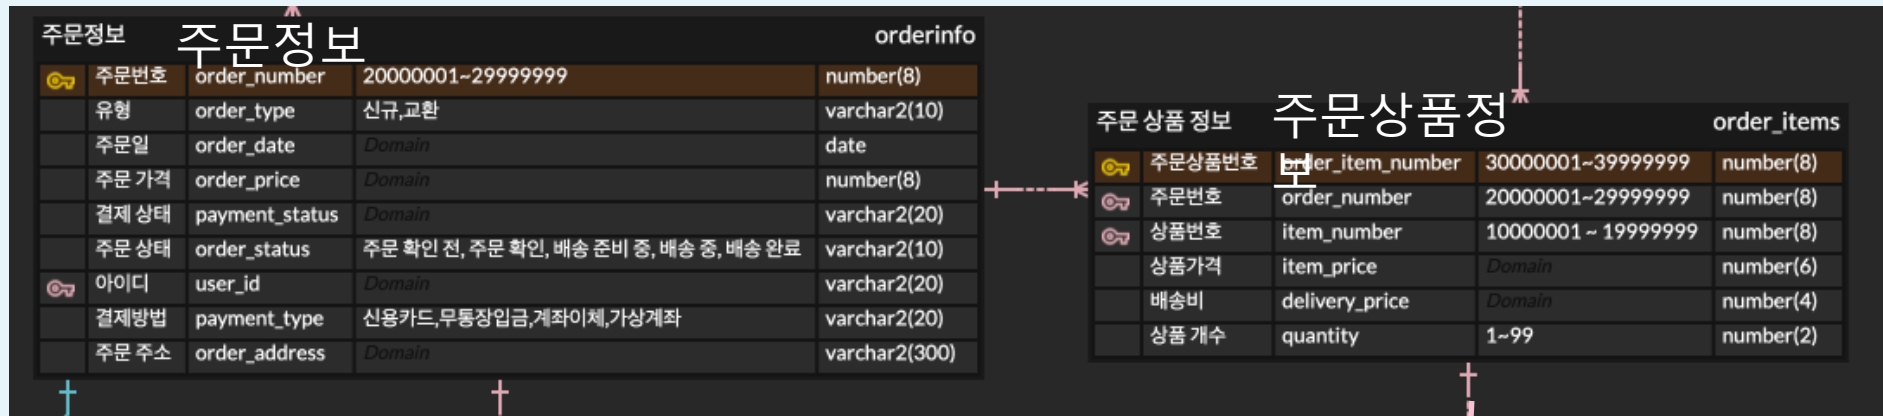 주문정보 주문정보 orderinfo
주문번호 order_number 20000001~29999999 number(8)
유형 order_type 신규,교환 varchar2(10)
주문일 order_date Domain date
주문 가격 order_price Domain number(8)
결제 상태 payment_status Domain varchar2(20)
주문 상태 order_status 주문 확인 전, 주문 확인, 배송 준비 중, 배송 중, 배송 완료 varchar2(10)
아이디 user_id Domain varchar2(20)
결제방법 payment_type 신용카드,무통장입금,계좌이체,가상계좌 varchar2(20)
주문 주소 order_address Domain varchar2(300)
주문 상품 정보 주문상품정
보 order_items
주문상품번호 order_item_number 30000001~39999999 number(8)
주문번호 order_number 20000001~29999999 number(8)
상품번호 item_number 10000001 ~ 19999999 number(8)
상품가격 item_price Domain number(6)
배송비 delivery_price Domain number(4)
상품 개수 quantity 1~99 number(2)